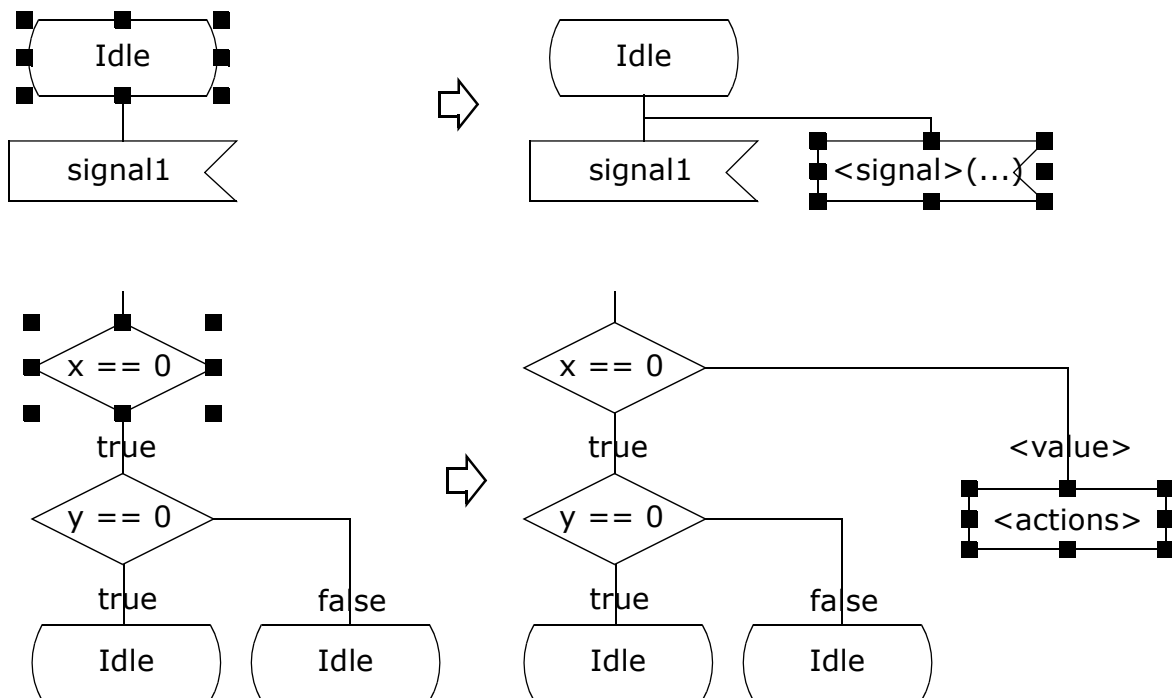 Idle
Idle
signal1
signal1
<signal>(...)
x == 0
x == 0
true
true
<value>
y == 0
y == 0
<actions>
true
false
true
false
Idle
Idle
Idle
Idle